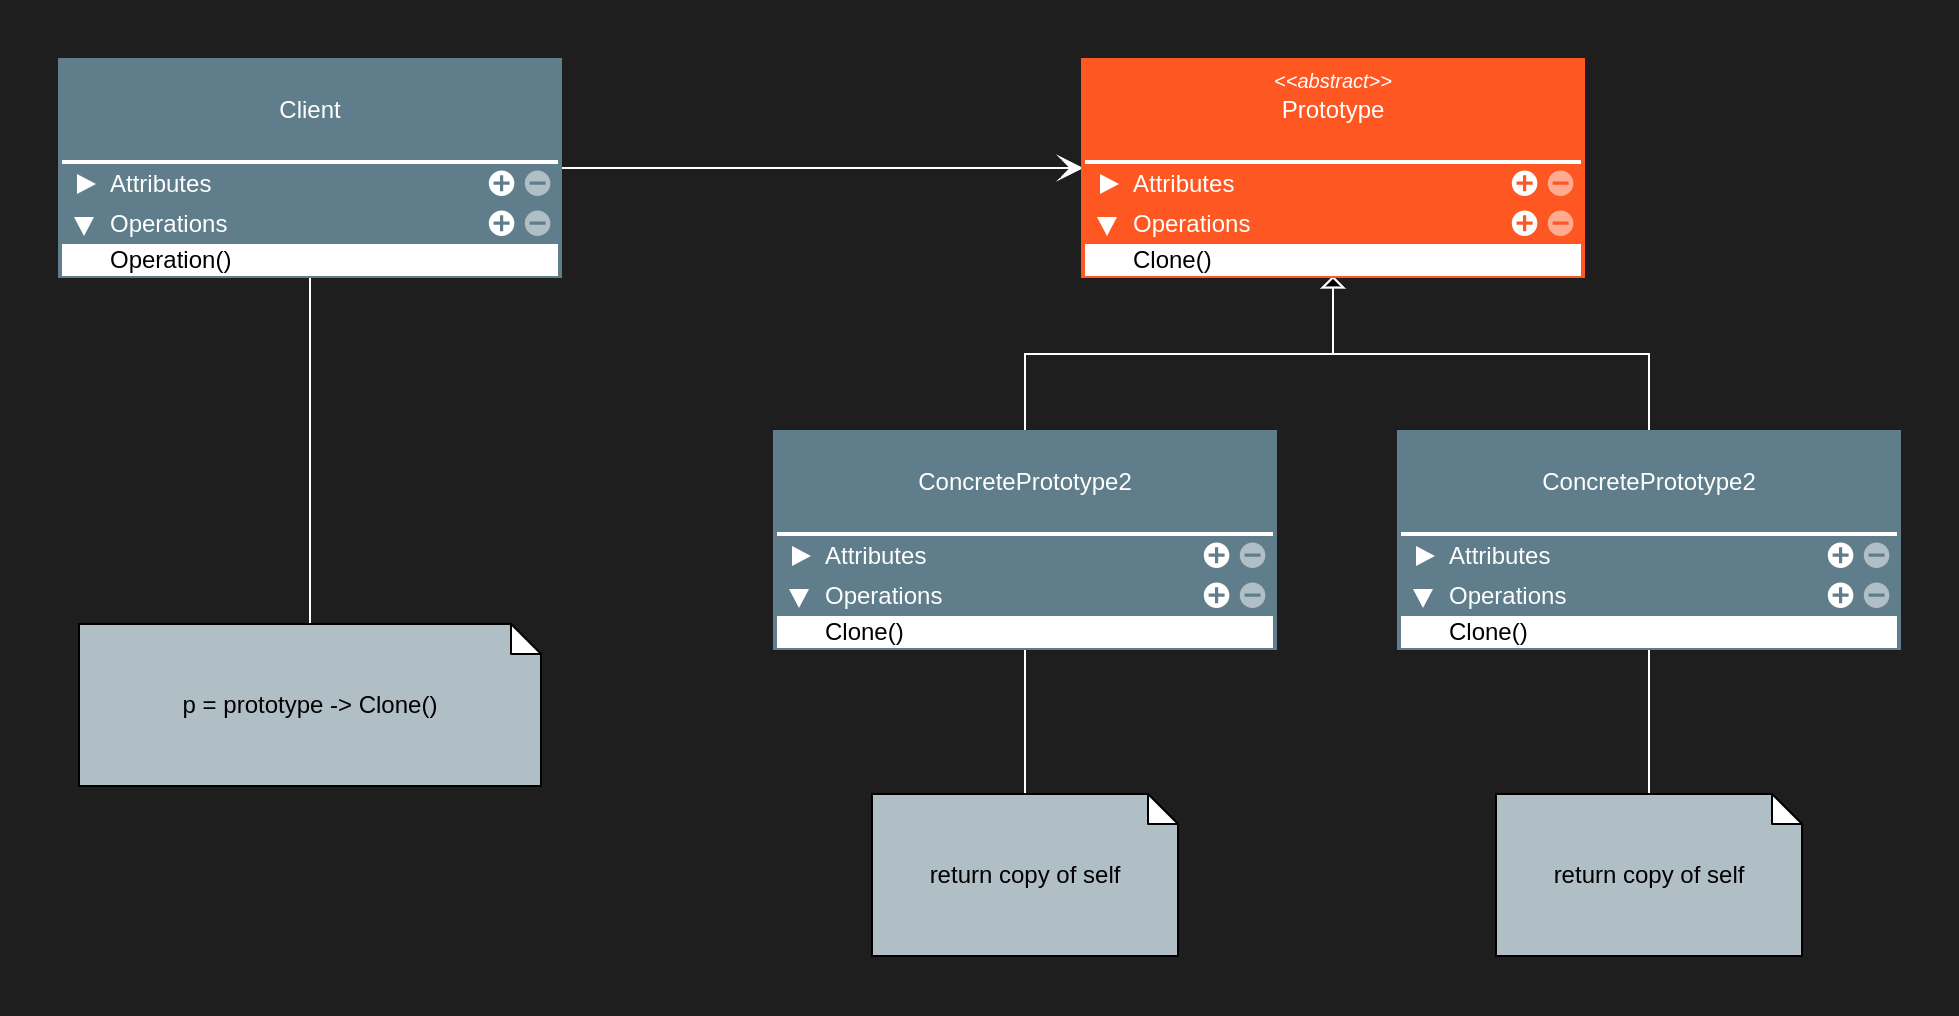 Client
Attributes
Operations
Operation()
<<abstract>>
Prototype
Attributes
Operations
Clone()
ConcretePrototype2
Attributes
Operations
Clone()
ConcretePrototype2
Attributes
Operations
Clone()
p = prototype -> Clone()
return copy of self
return copy of self